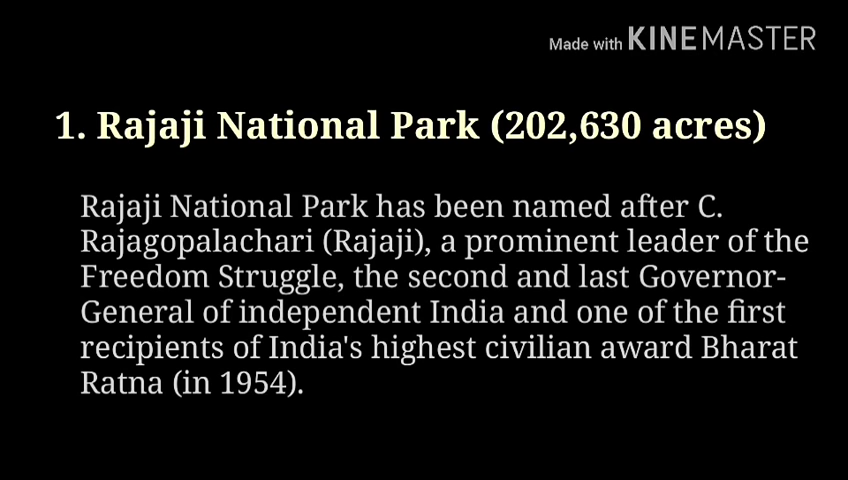 Made with KINEMASTER
1. Rajaji National Park (202,630 acres)
Rajaji National Park has been named after C.
Rajagopalachari (Rajaji), a prominent leader of the
Freedom Struggle, the second and last Governor-
General of independent India and one of the first
recipients of India's highest civilian award Bharat
Ratna (in 1954).